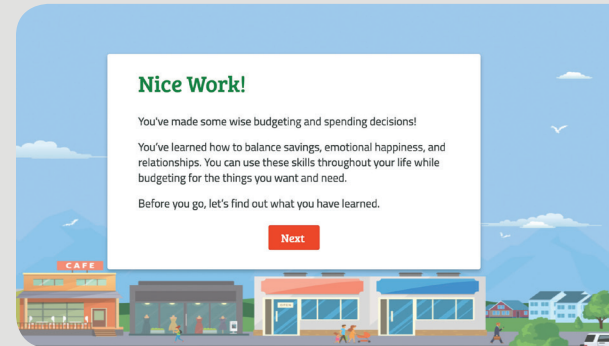 Nice Work!
You've made some wise budgeting and spending decisions!
You've learned how to balance savings, emotional happiness, and
relationships. You can use these skills throughout your life while
budgeting for the things you want and need.
Before you go, let's find out what you have learned.
Next
CAFE